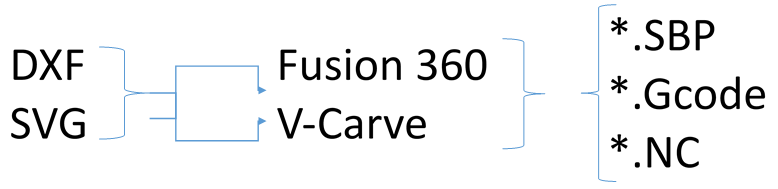 DXF
SVG
Fusion 360
V-Carve
*.SBP
*.Gcode
*.NC